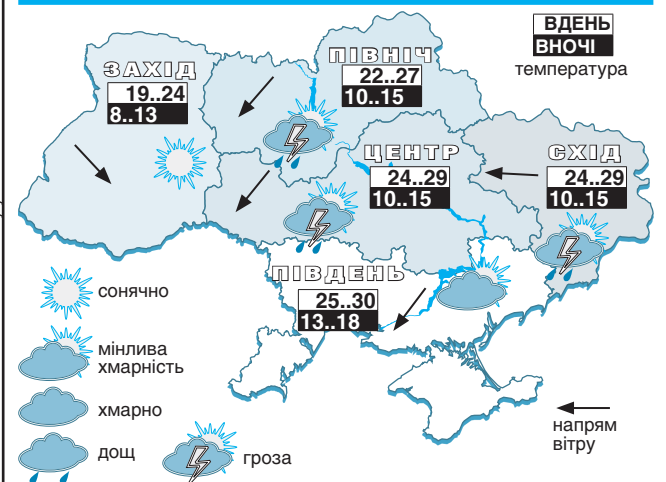 ВДЕНЬ
ВНОЧІ
температура
ПІВНІЧ
22..27
10..15
ЗАХІД
19..24
8..13
ЦЕНТР
24..29
10..15
СХІД
24..29
10..15
ПІВДЕНЬ
25..30
13..18
сонячно
мінлива
хмарність
хмарно
дощ
гроза
напрям
вітру